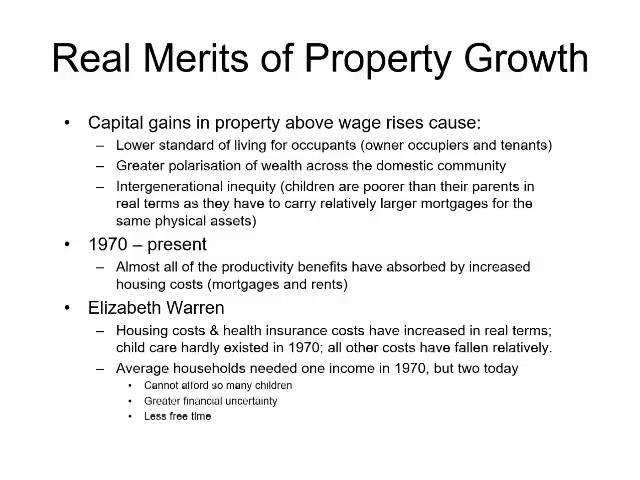 Real Merits of Property Growth
• Capital gains in property above wage rises cause:
– Lower standard of living for occupants (owner occupiers and tenants)
– Greater polarisation of wealth across the domestic community
– Intergenerational inequity (children are poorer than their parents in
real terms as they have to carry relatively larger mortgages for the
same physical assets)
• 1970 – present
– Almost all of the productivity benefits have absorbed by increased
housing costs (mortgages and rents)
• Elizabeth Warren
– Housing costs & health insurance costs have increased in real terms;
child care hardly existed in 1970; all other costs have fallen relatively.
– Average households needed one income in 1970, but two today
• Cannot afford so many children
• Greater financial uncertainty
• Less free time